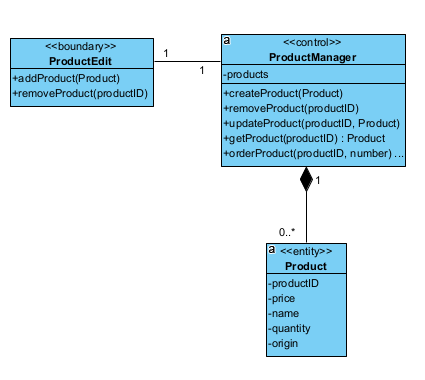 <<boundary>>
ProductEdit
+addProduct(Product)
+removeProduct(productID)
1
1
a
<<control>>
ProductManager
-products
+createProduct(Product)
+removeProduct(productID)
+updateProduct(productID, Product)
+getProduct(productID) : Product
+orderProduct(productID, number) ...
1
0..*
a
<<entity>>
Product
-productID
-price
-name
-quantity
-origin